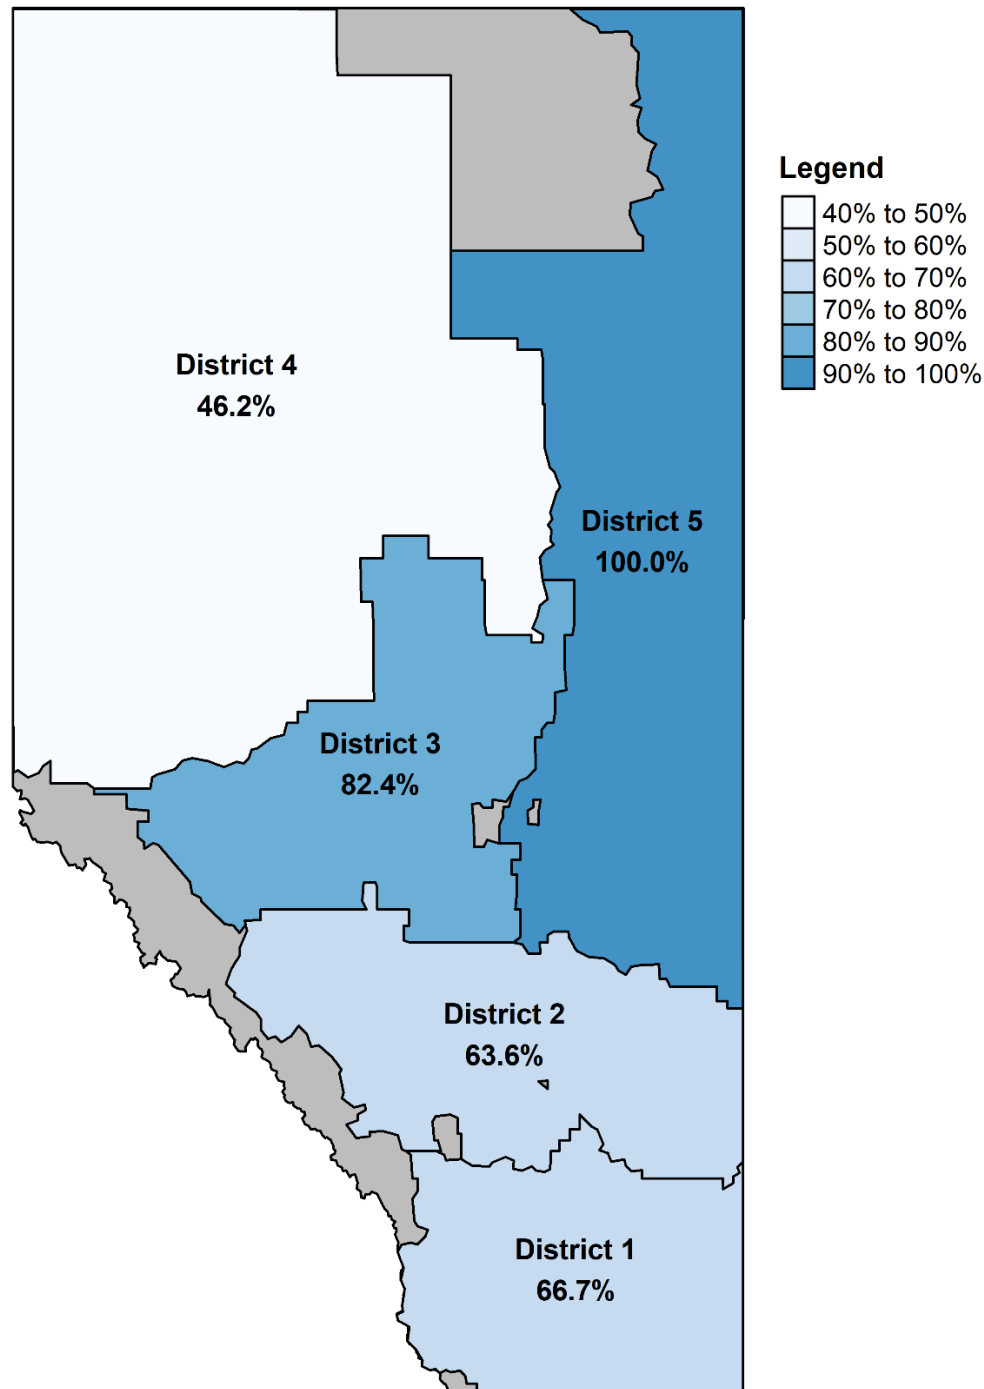 Legend
40% to 50%
50% to 60%
60% to 70%
70% to 80%
80% to 90%
90% to 100%
District 4
46.2%
District 5
100.0%
District 3
82.4%
District 2
63.6%
District 1
66.7%